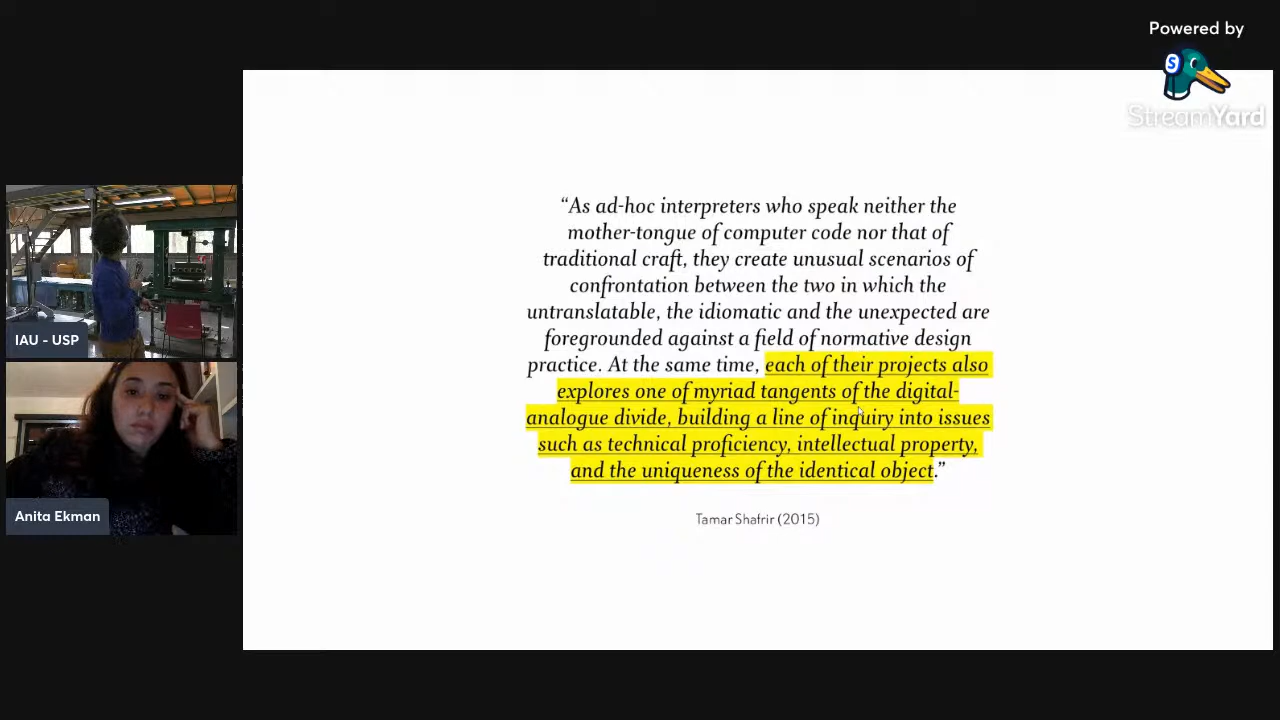 Powered by
StreamYard
“As ad-hoc interpreters who speak neither the
mother-tongue of computer code nor that of
traditional craft, they create unusual scenarios of
confrontation between the two in which the
untranslatable, the idiomatic and the unexpected are
foregrounded against a field of normative design
practice. At the same time, each of their projects also
explores one of myriad tangents of the digital-
analogue divide, building a line of inquiry into issues
such as technical proficiency, intellectual property,
and the uniqueness of the identical object.”
Tamar Shafrir (2015)
IAU - USP
Anita Ekman